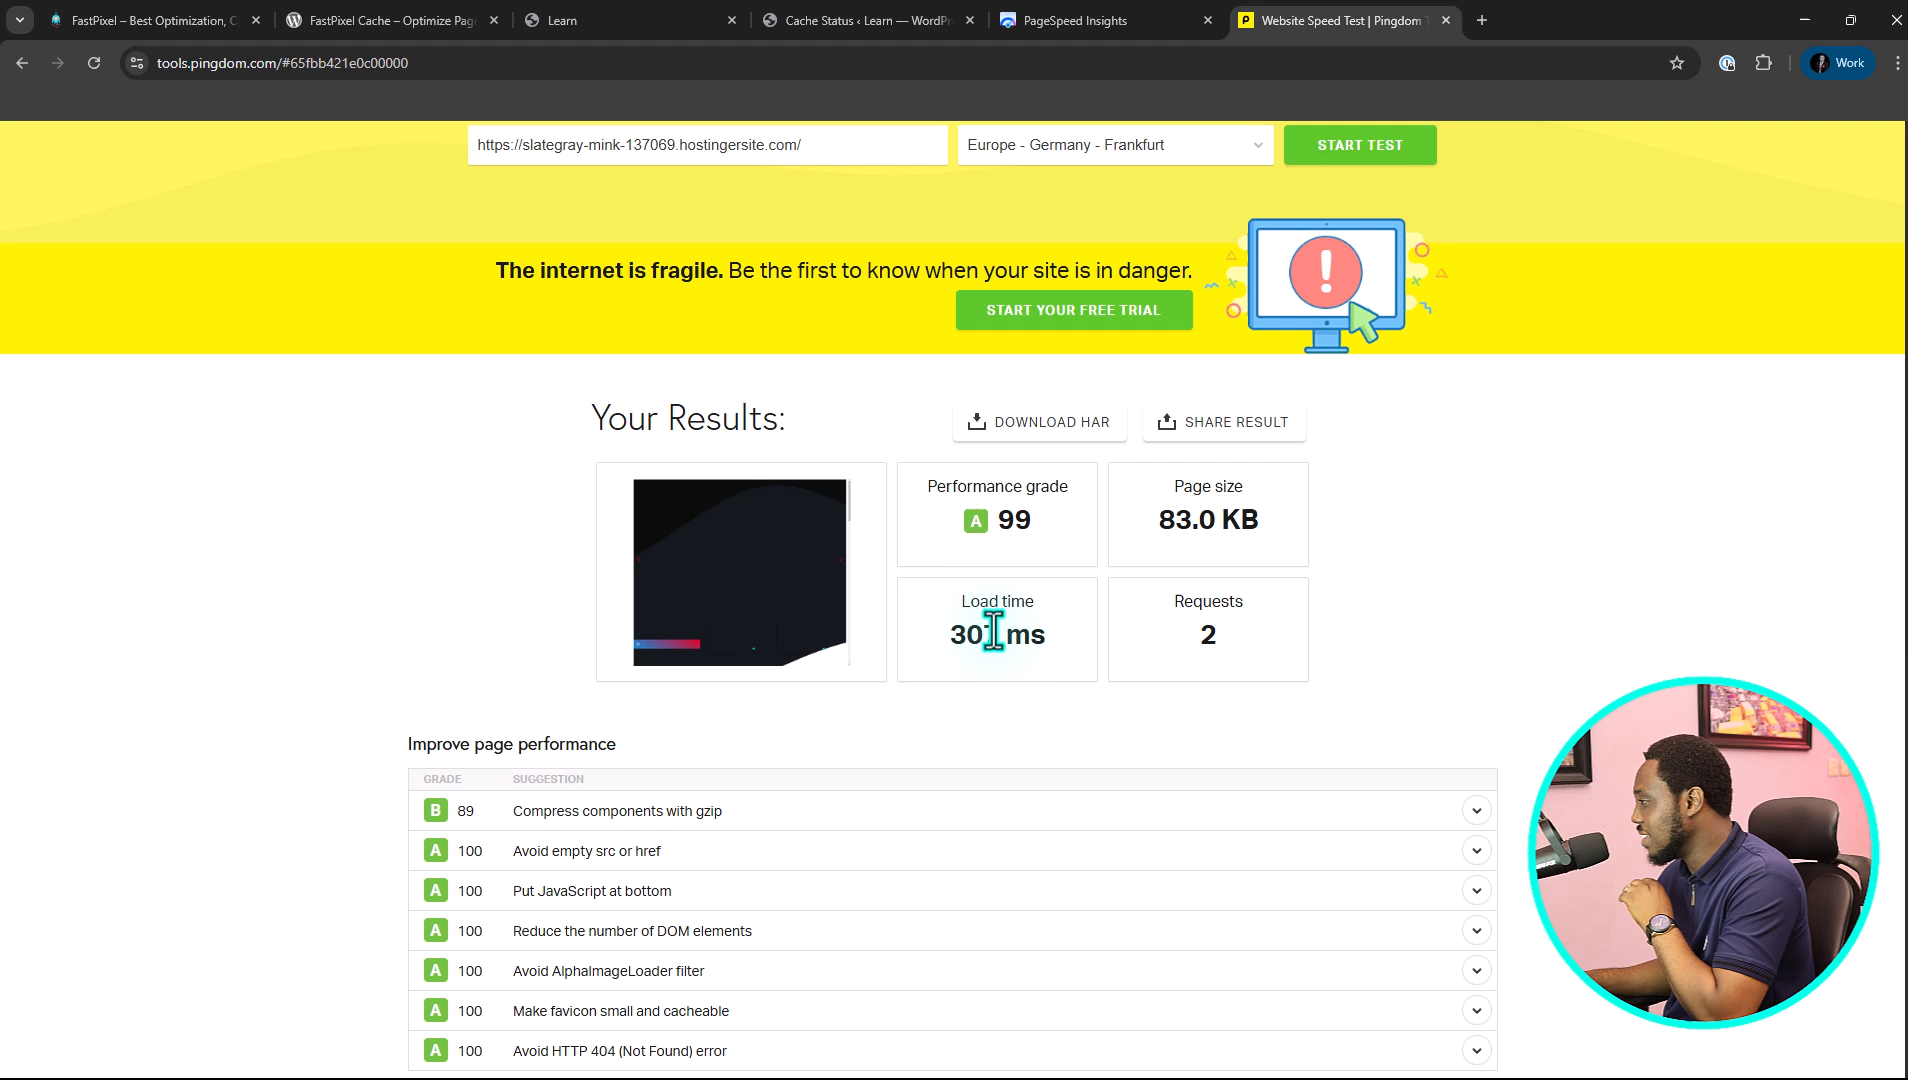 FastPixel – Best Optimization, C
FastPixel Cache – Optimize Page
Learn
Cache Status ‹ Learn — WordPr
PageSpeed Insights
Website Speed Test | Pingdom T
tools.pingdom.com/#65fbb421e0c00000
Work
https://slategray-mink-137069.hostingersite.com/
Europe - Germany - Frankfurt
START TEST
The internet is fragile. Be the first to know when your site is in danger.
START YOUR FREE TRIAL
Your Results:
DOWNLOAD HAR
SHARE RESULT
Performance grade
A 99
Page size
83.0 KB
Load time
ms
Requests
2
Improve page performance
GRADE SUGGESTION
B 89 Compress components with gzip
A 100 Avoid empty src or href
A 100 Put JavaScript at bottom
A 100 Reduce the number of DOM elements
A 100 Avoid AlphaImageLoader filter
A 100 Make favicon small and cacheable
A 100 Avoid HTTP 404 (Not Found) error